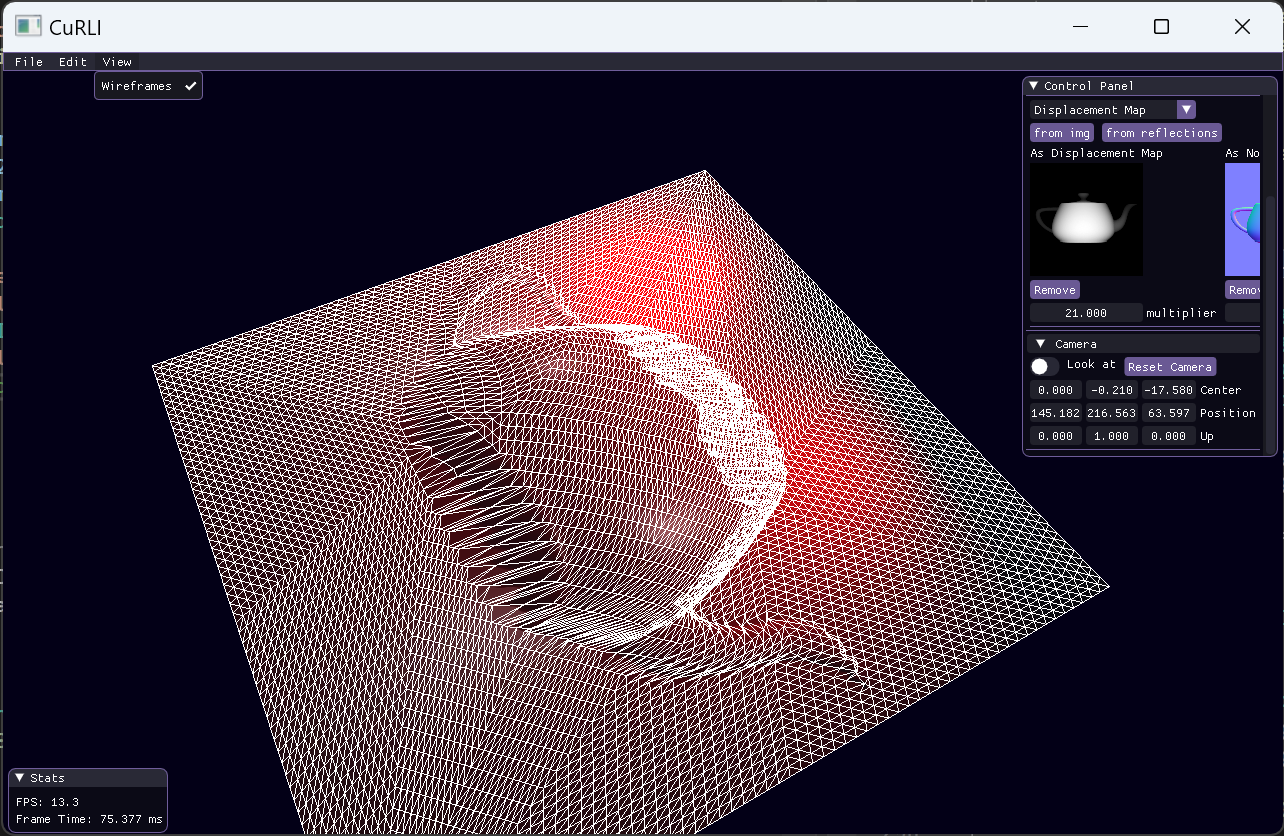 CuRLI
File Edit View
Wireframes
Control Panel
Displacement Map
from img from reflections
As Displacement Map As No
Remove Remov
21.000 multiplier
Camera
Look at Reset Camera
0.000 -0.210 -17.580 Center
145.182 216.563 63.597 Position
0.000 1.000 0.000 Up
Stats
FPS: 13.3
Frame Time: 75.377 ms